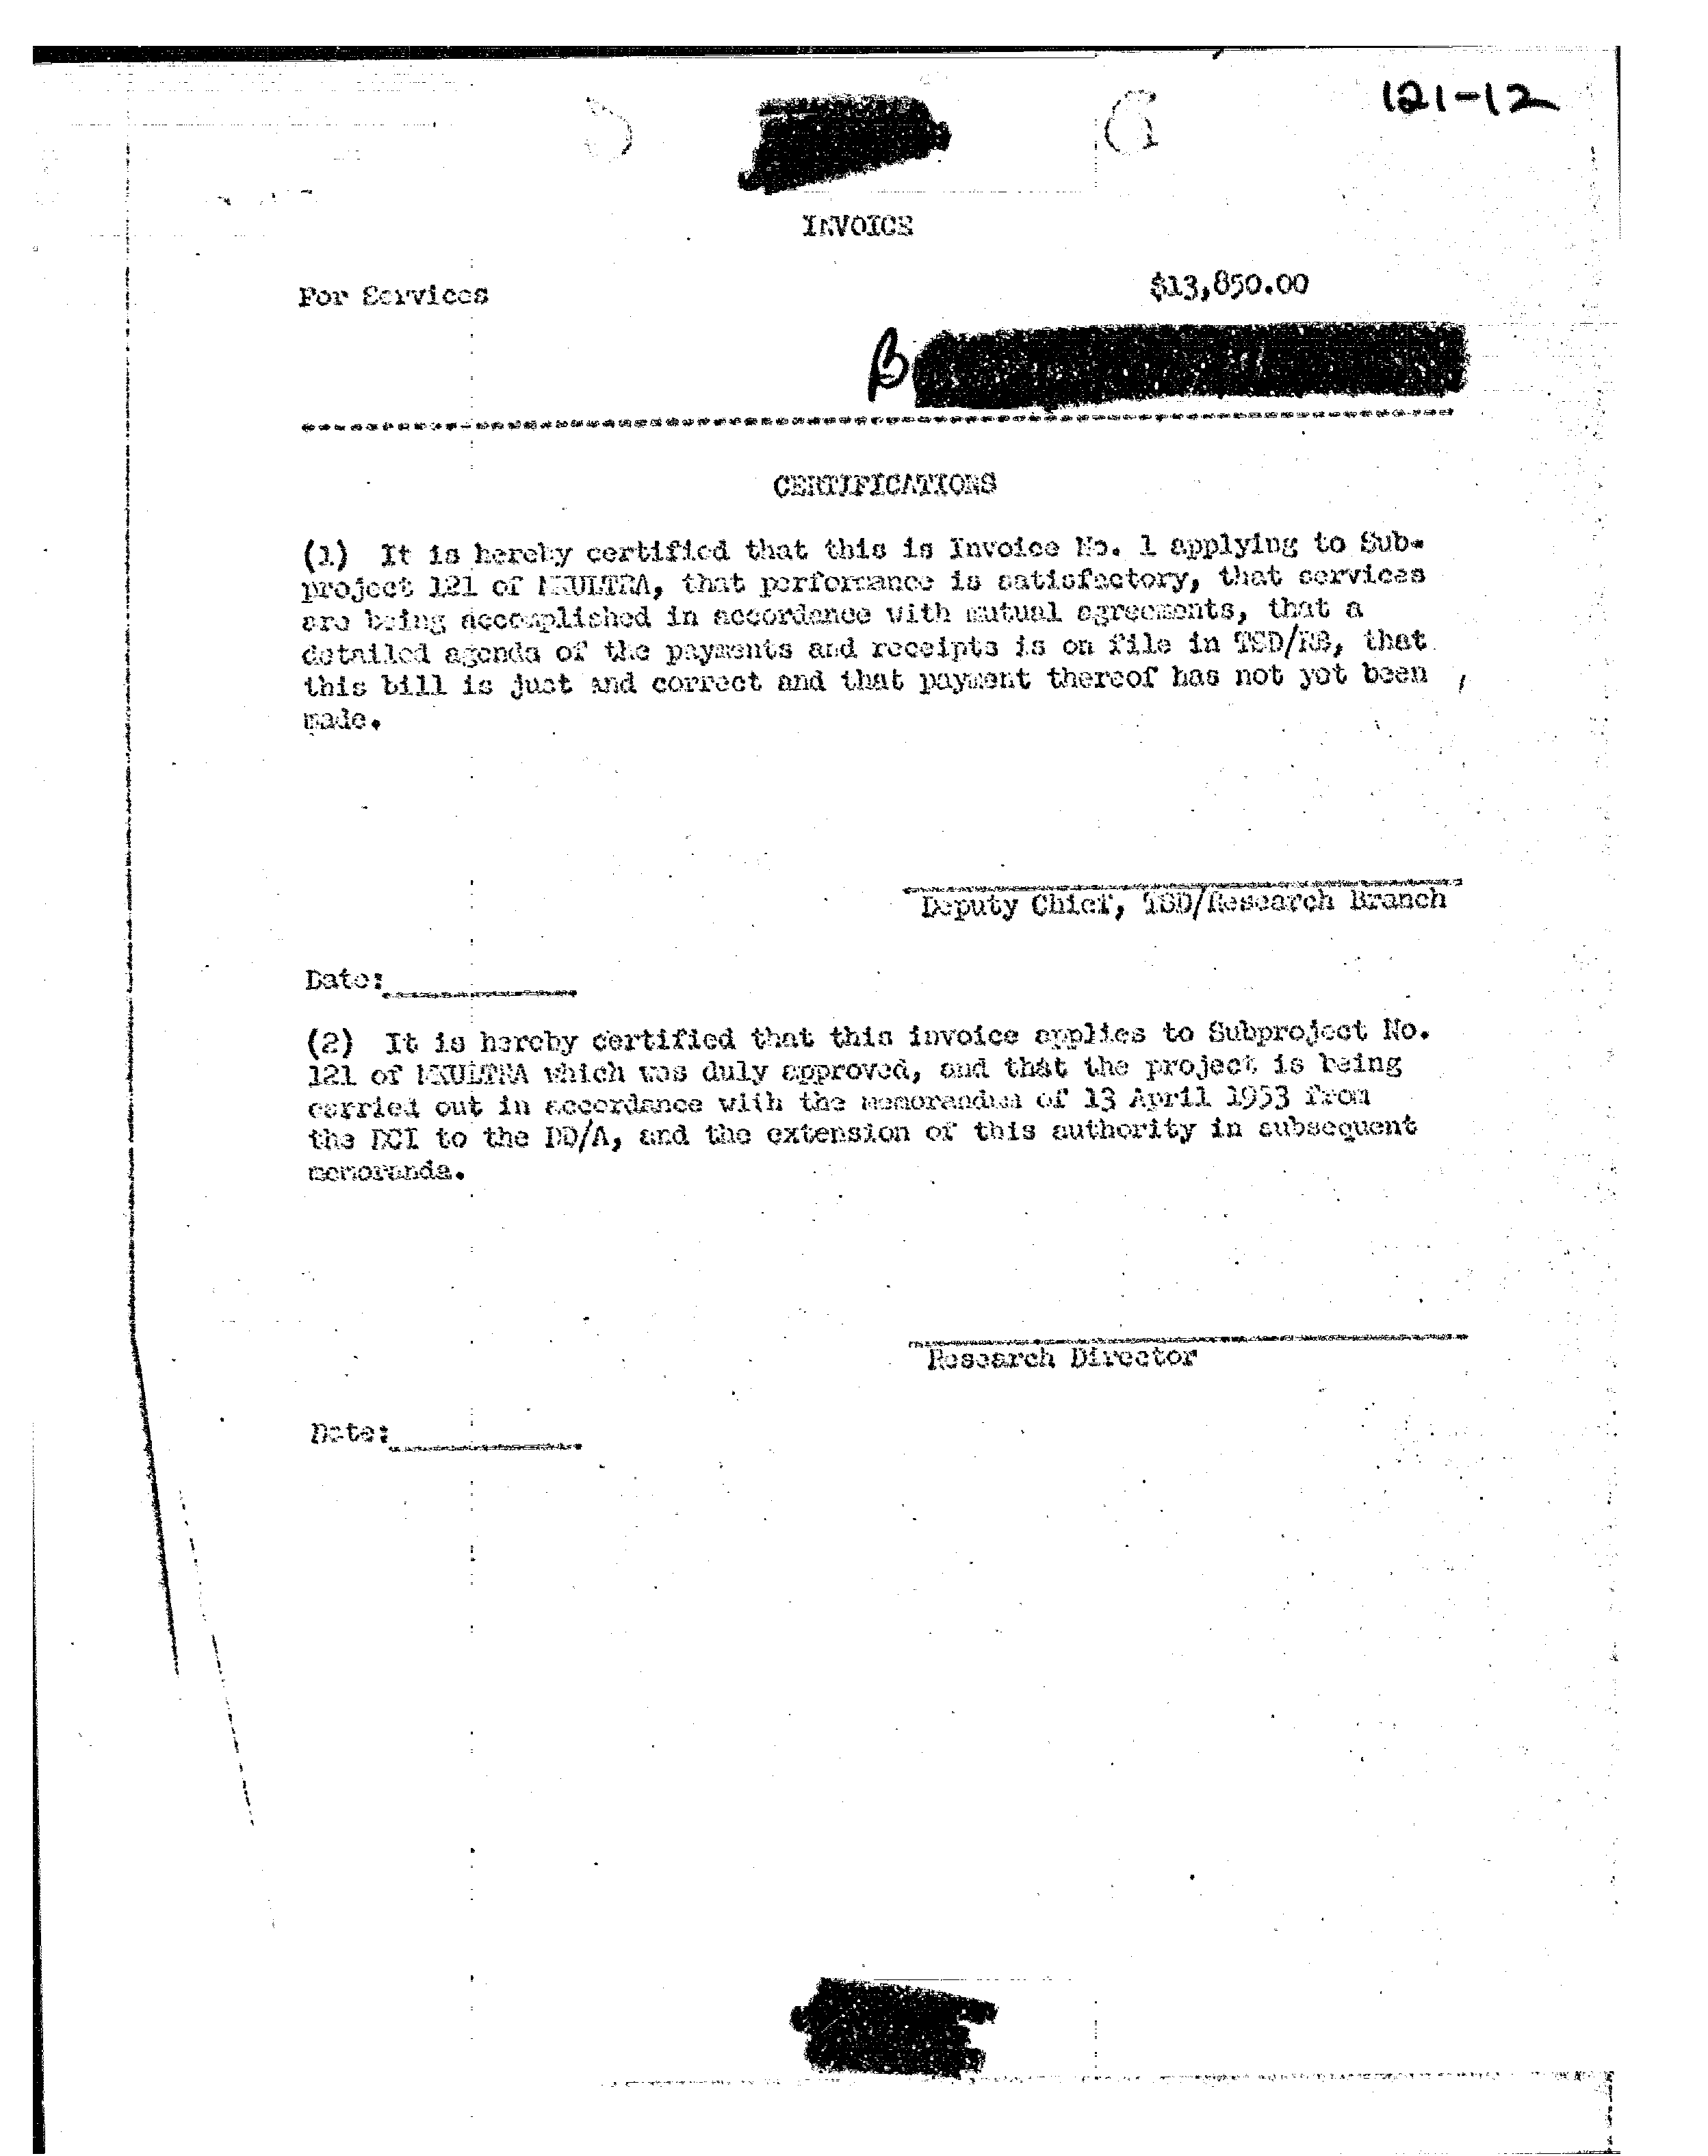 121-12
INVOICE
For Services
$13,850.00
B
CERTIFICATIONS
(1) It is hereby certified that this is Invoice No. 1 applying to Sub-
project 121 of MKULTRA, that performance is satisfactory, that services
are being accomplished in accordance with mutual agreements, that a
detailed agenda of the payments and receipts is on file in TSD/RB, that
this bill is just and correct and that payment thereof has not yet been
made.
Deputy Chief, TSD/Research Branch
Date:
(2) It is hereby certified that this invoice applies to Subproject No.
121 of MKULTRA which was duly approved, and that the project is being
carried out in accordance with the memorandum of 13 April 1953 from
the DCI to the DD/A, and the extension of this authority in subsequent
memoranda.
Research Director
Date: